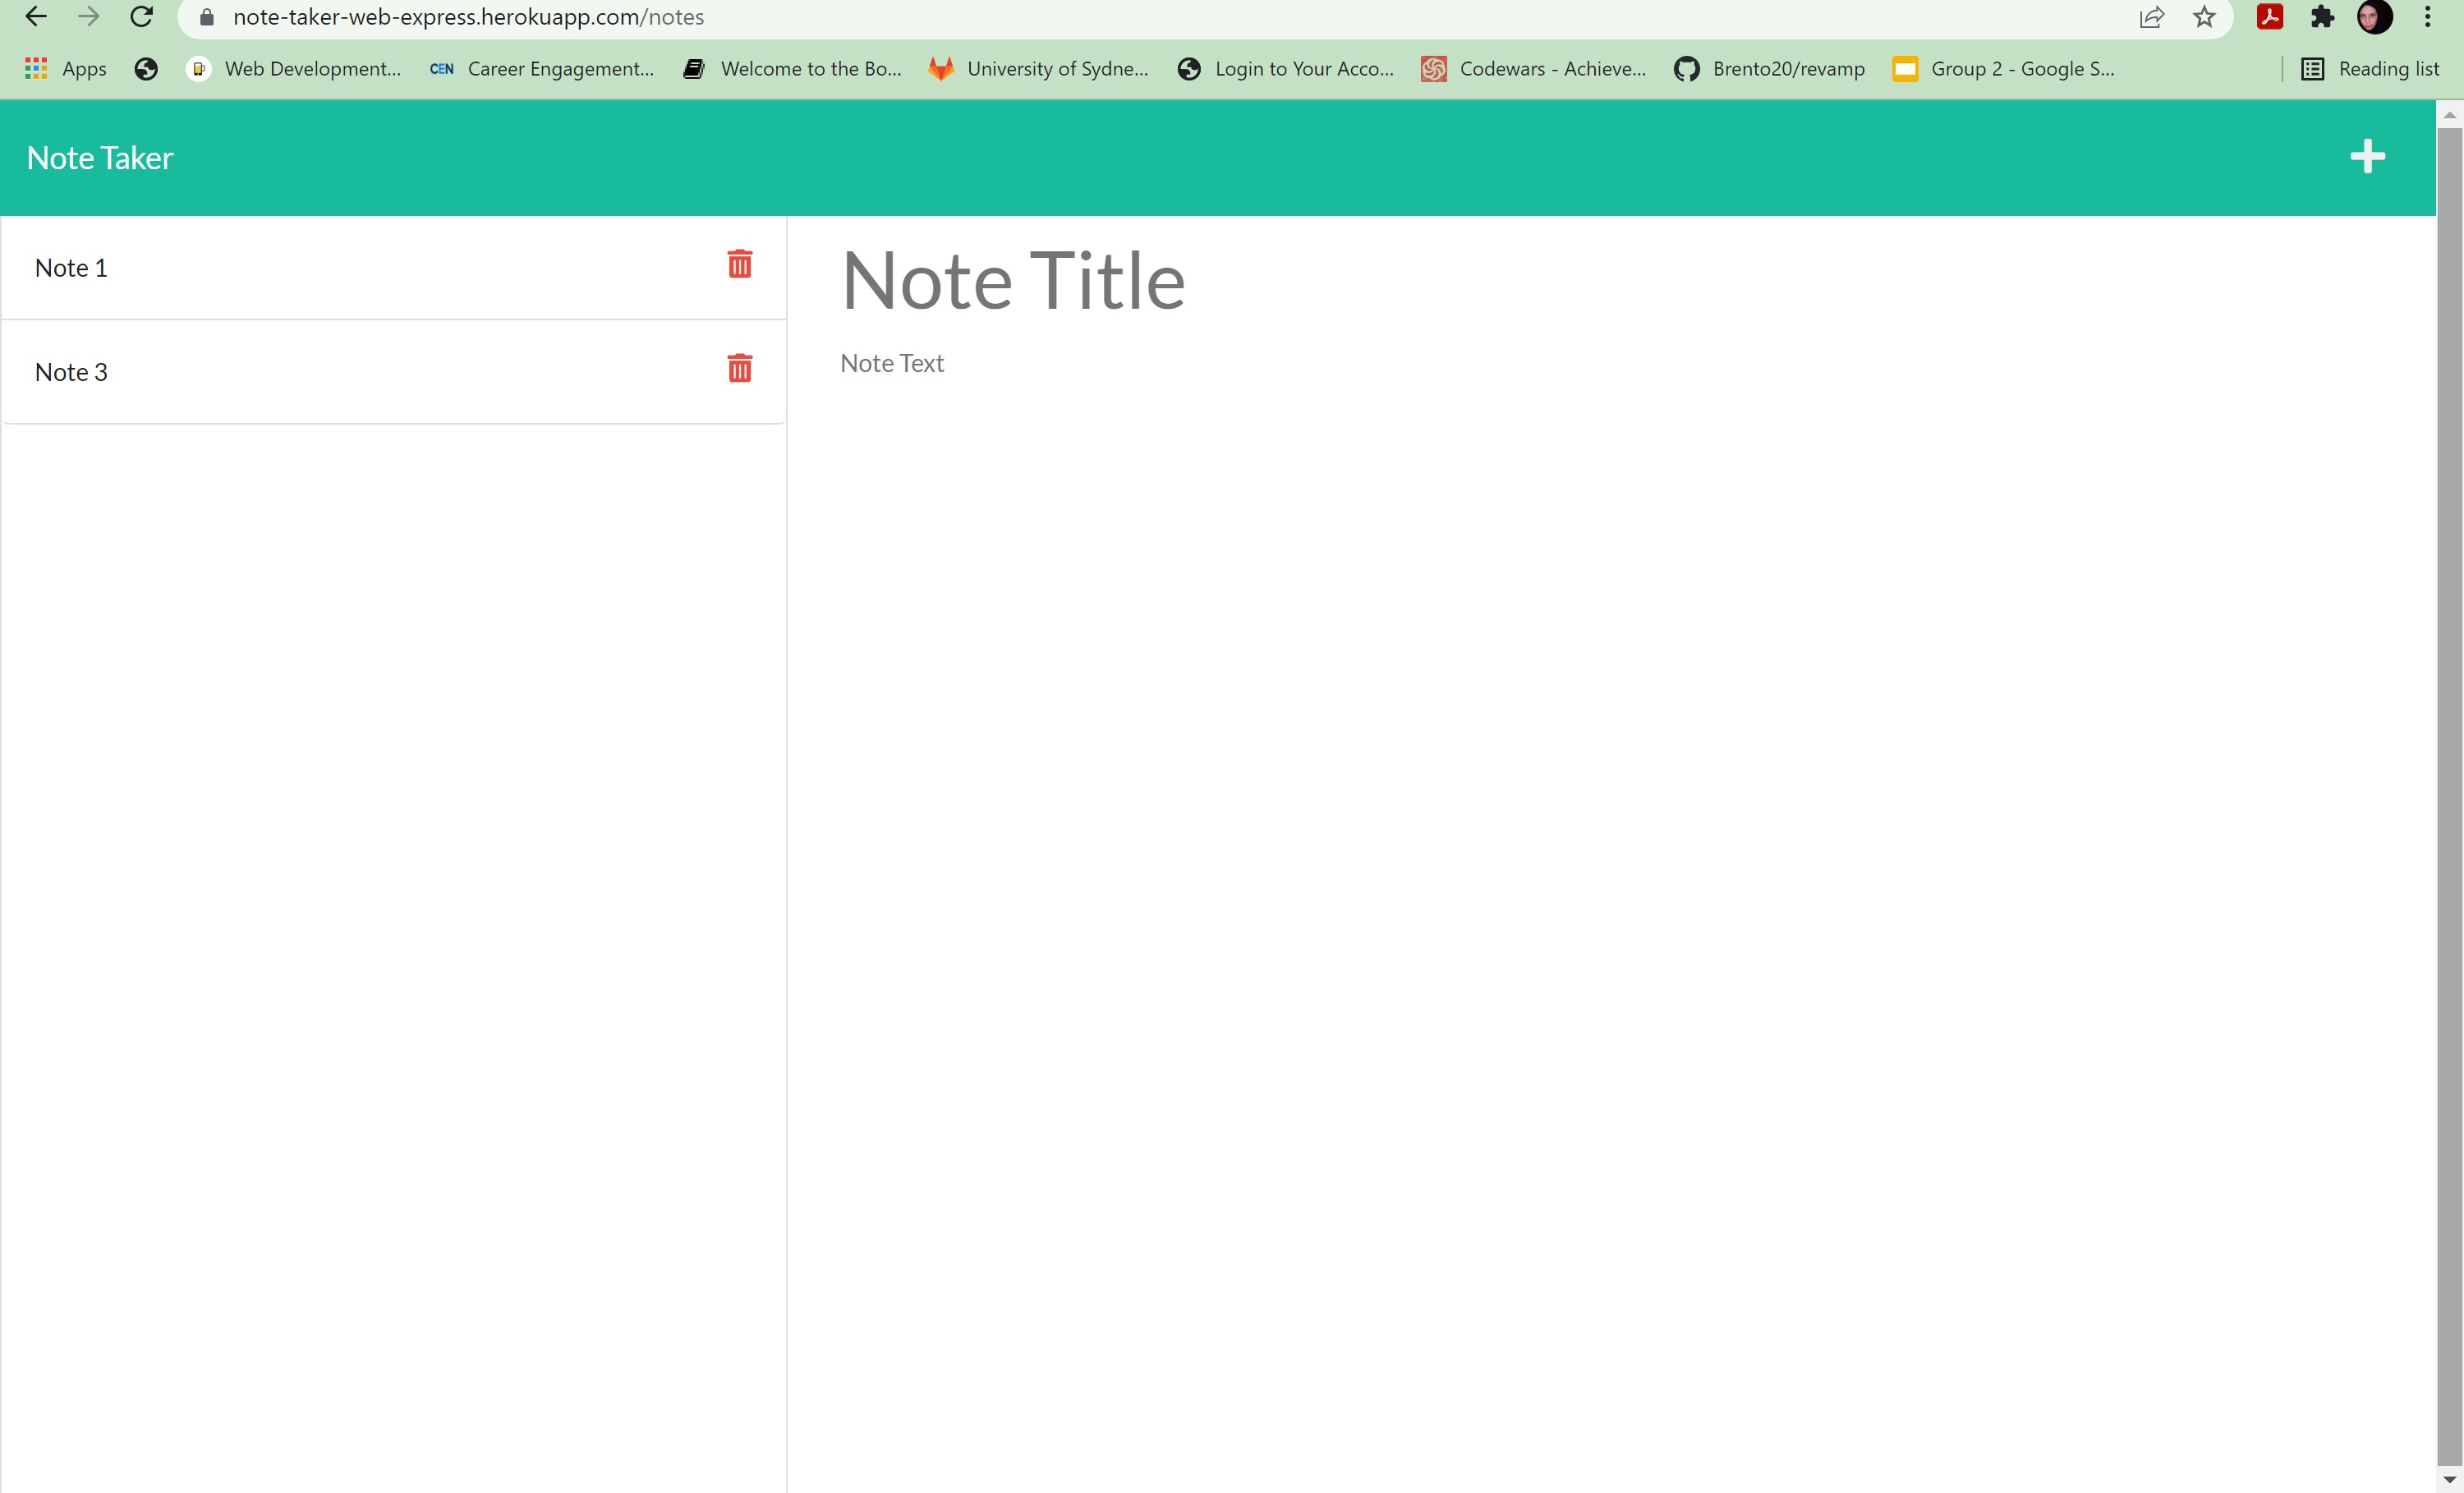 note-taker-web-express.herokuapp.com/notes
Apps Web Development... CEN Career Engagement... Welcome to the Bo... University of Sydne... Login to Your Acco... Codewars - Achieve... Brento20/revamp Group 2 - Google S... Reading list
Note Taker
Note 1
Note 3
Note Title
Note Text